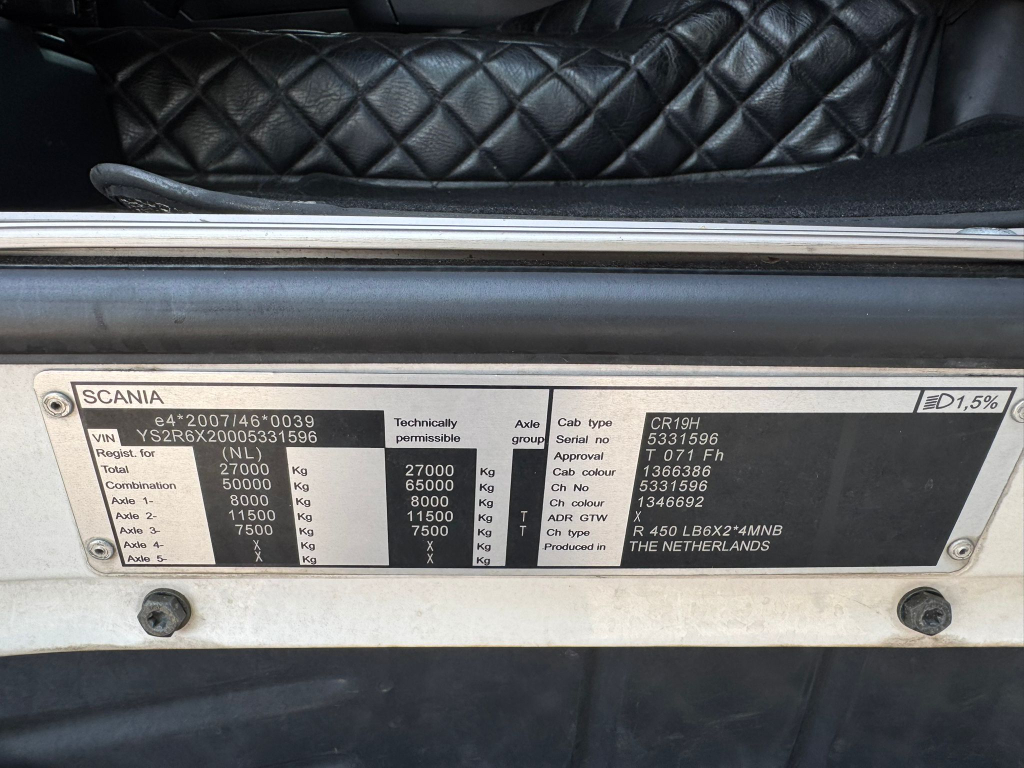 SCANIA
e4*2007/46*0039
VIN YS2R6X20005331596
Technically permissible
Axle group
Regist. for (NL)
Total 27000 Kg 27000 Kg
Combination 50000 Kg 65000 Kg
Axle 1- 8000 Kg 8000 Kg
Axle 2- 11500 Kg 11500 Kg T
Axle 3- 7500 Kg 7500 Kg T
Axle 4- X Kg X Kg
Axle 5- X Kg X Kg
1,5%
Cab type CR19H
Serial no 5331596
Approval T 071 Fh
Cab colour 1366386
Ch No 5331596
Ch colour 1346692
ADR GTW X
Ch type R 450 LB6X2*4MNB
Produced in THE NETHERLANDS